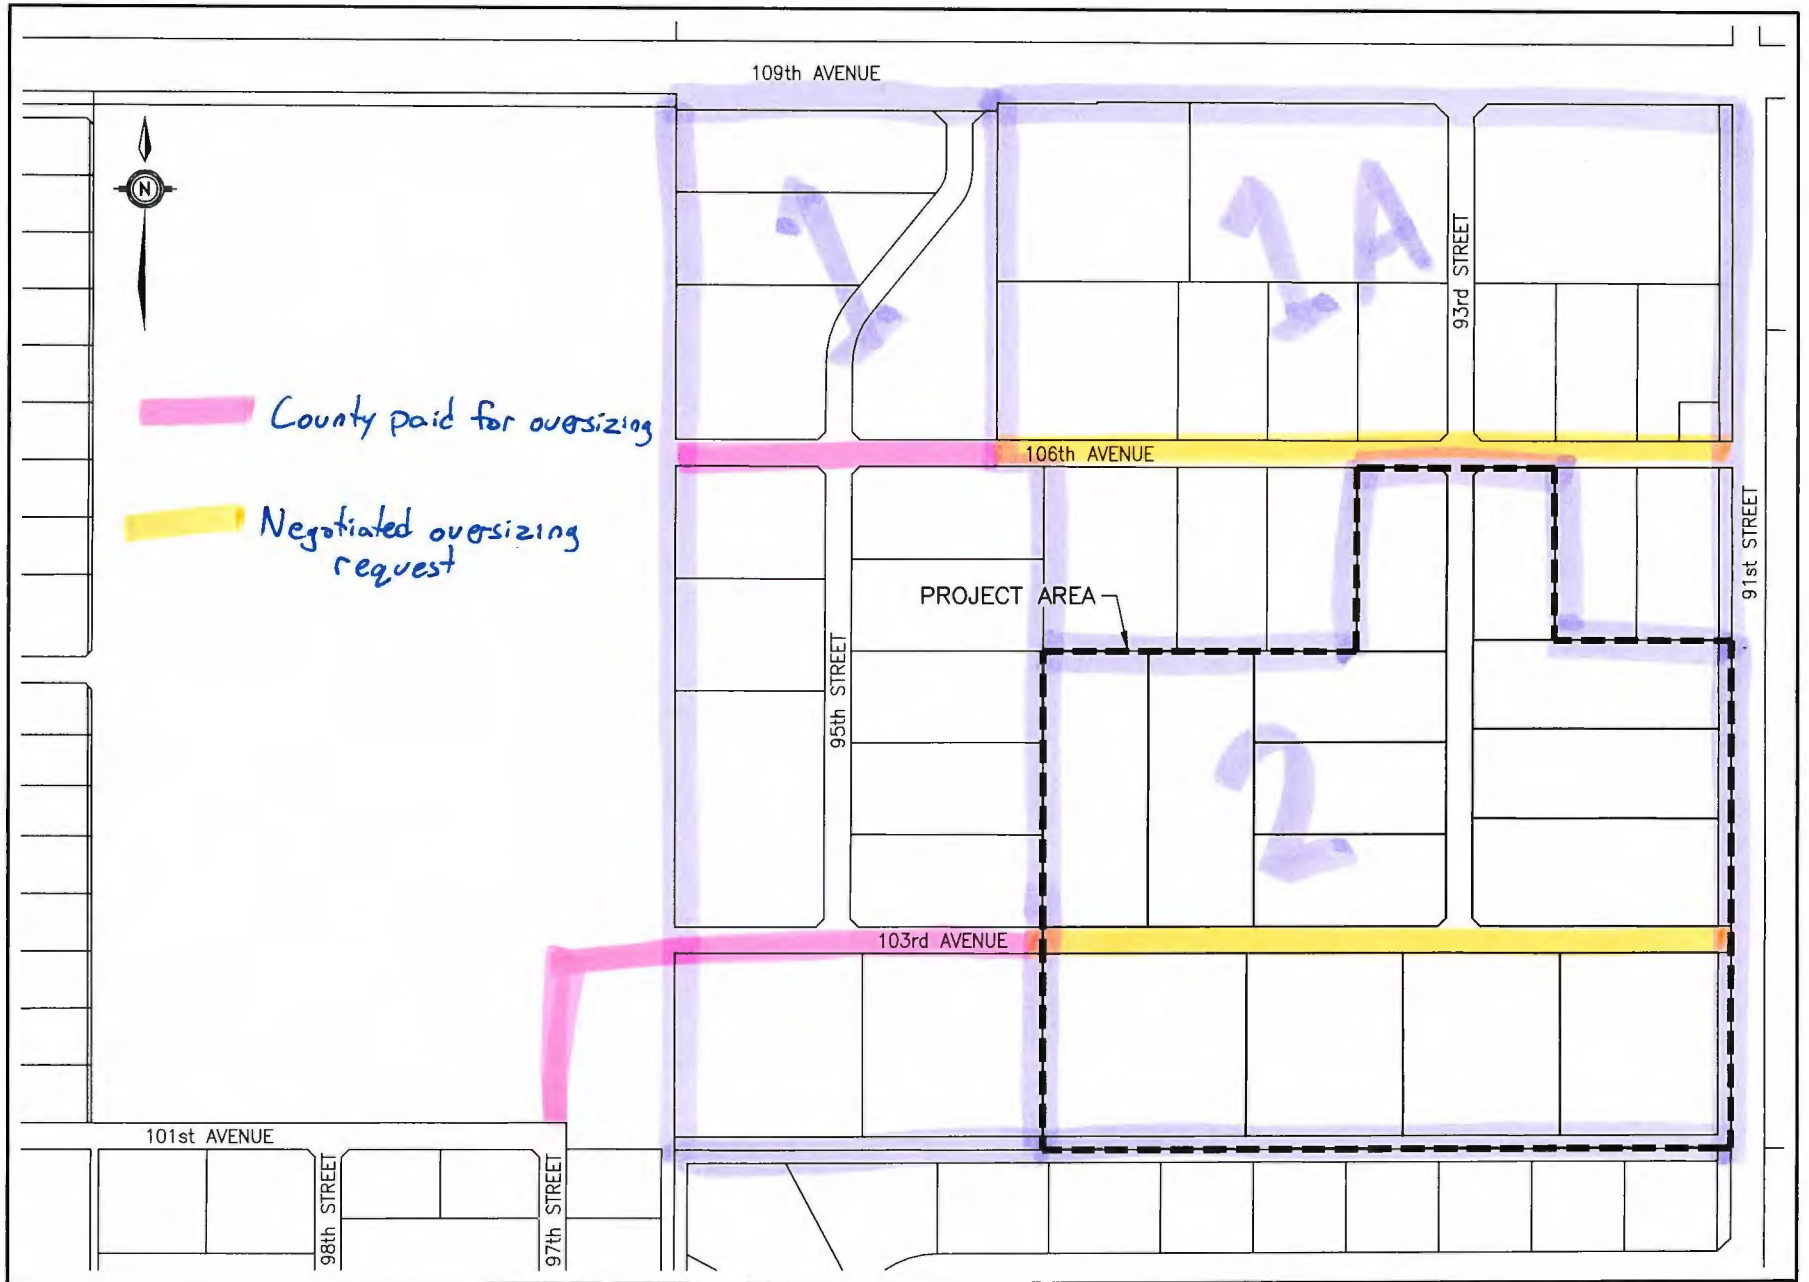 109th AVENUE
N
1
1A
93rd STREET
County paid for oversizing
106th AVENUE
Negotiated oversizing
request
91st STREET
PROJECT AREA
95th STREET
2
103rd AVENUE
101st AVENUE
98th STREET
97th STREET